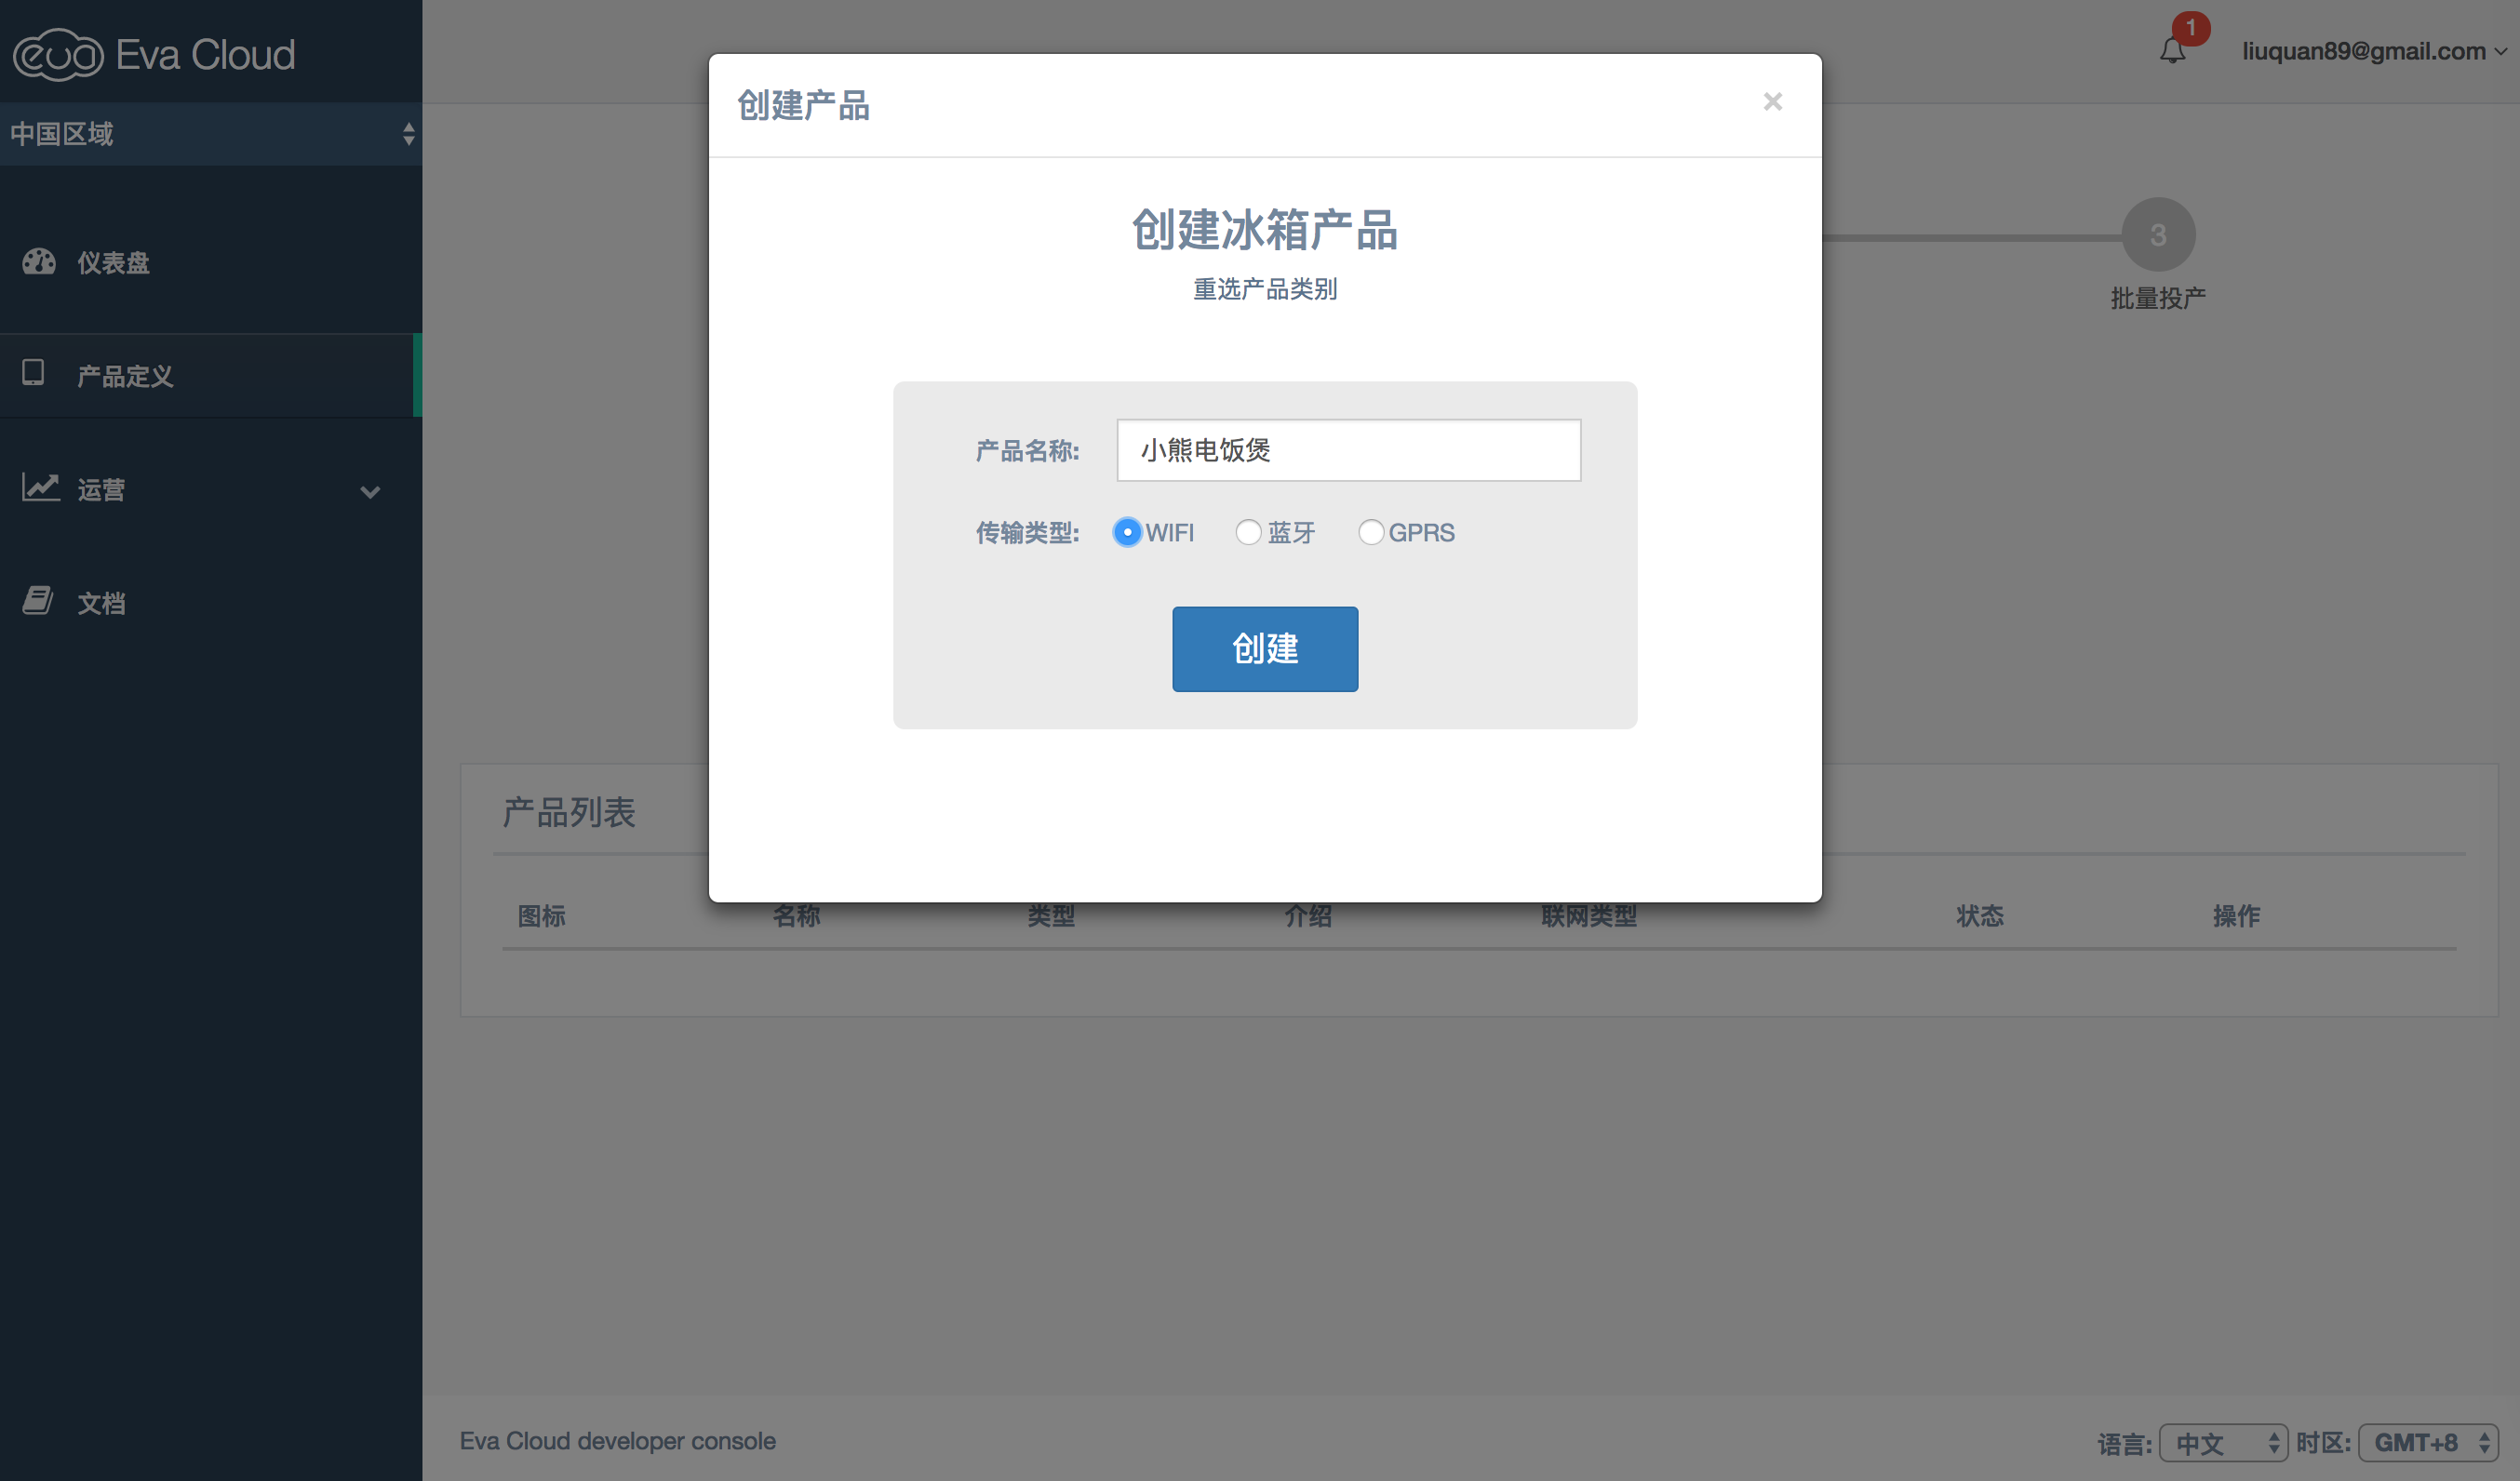 eua Eva Cloud
1
liuquan89@gmail.com
中国区域
仪表盘
产品定义
运营
文档
创建产品
×
创建冰箱产品
重选产品类别
产品名称: 小熊电饭煲
传输类型: WIFI 蓝牙 GPRS
创建
3
批量投产
产品列表
图标 名称 类型 介绍 联网类型 状态 操作
Eva Cloud developer console
语言: 中文 时区: GMT+8